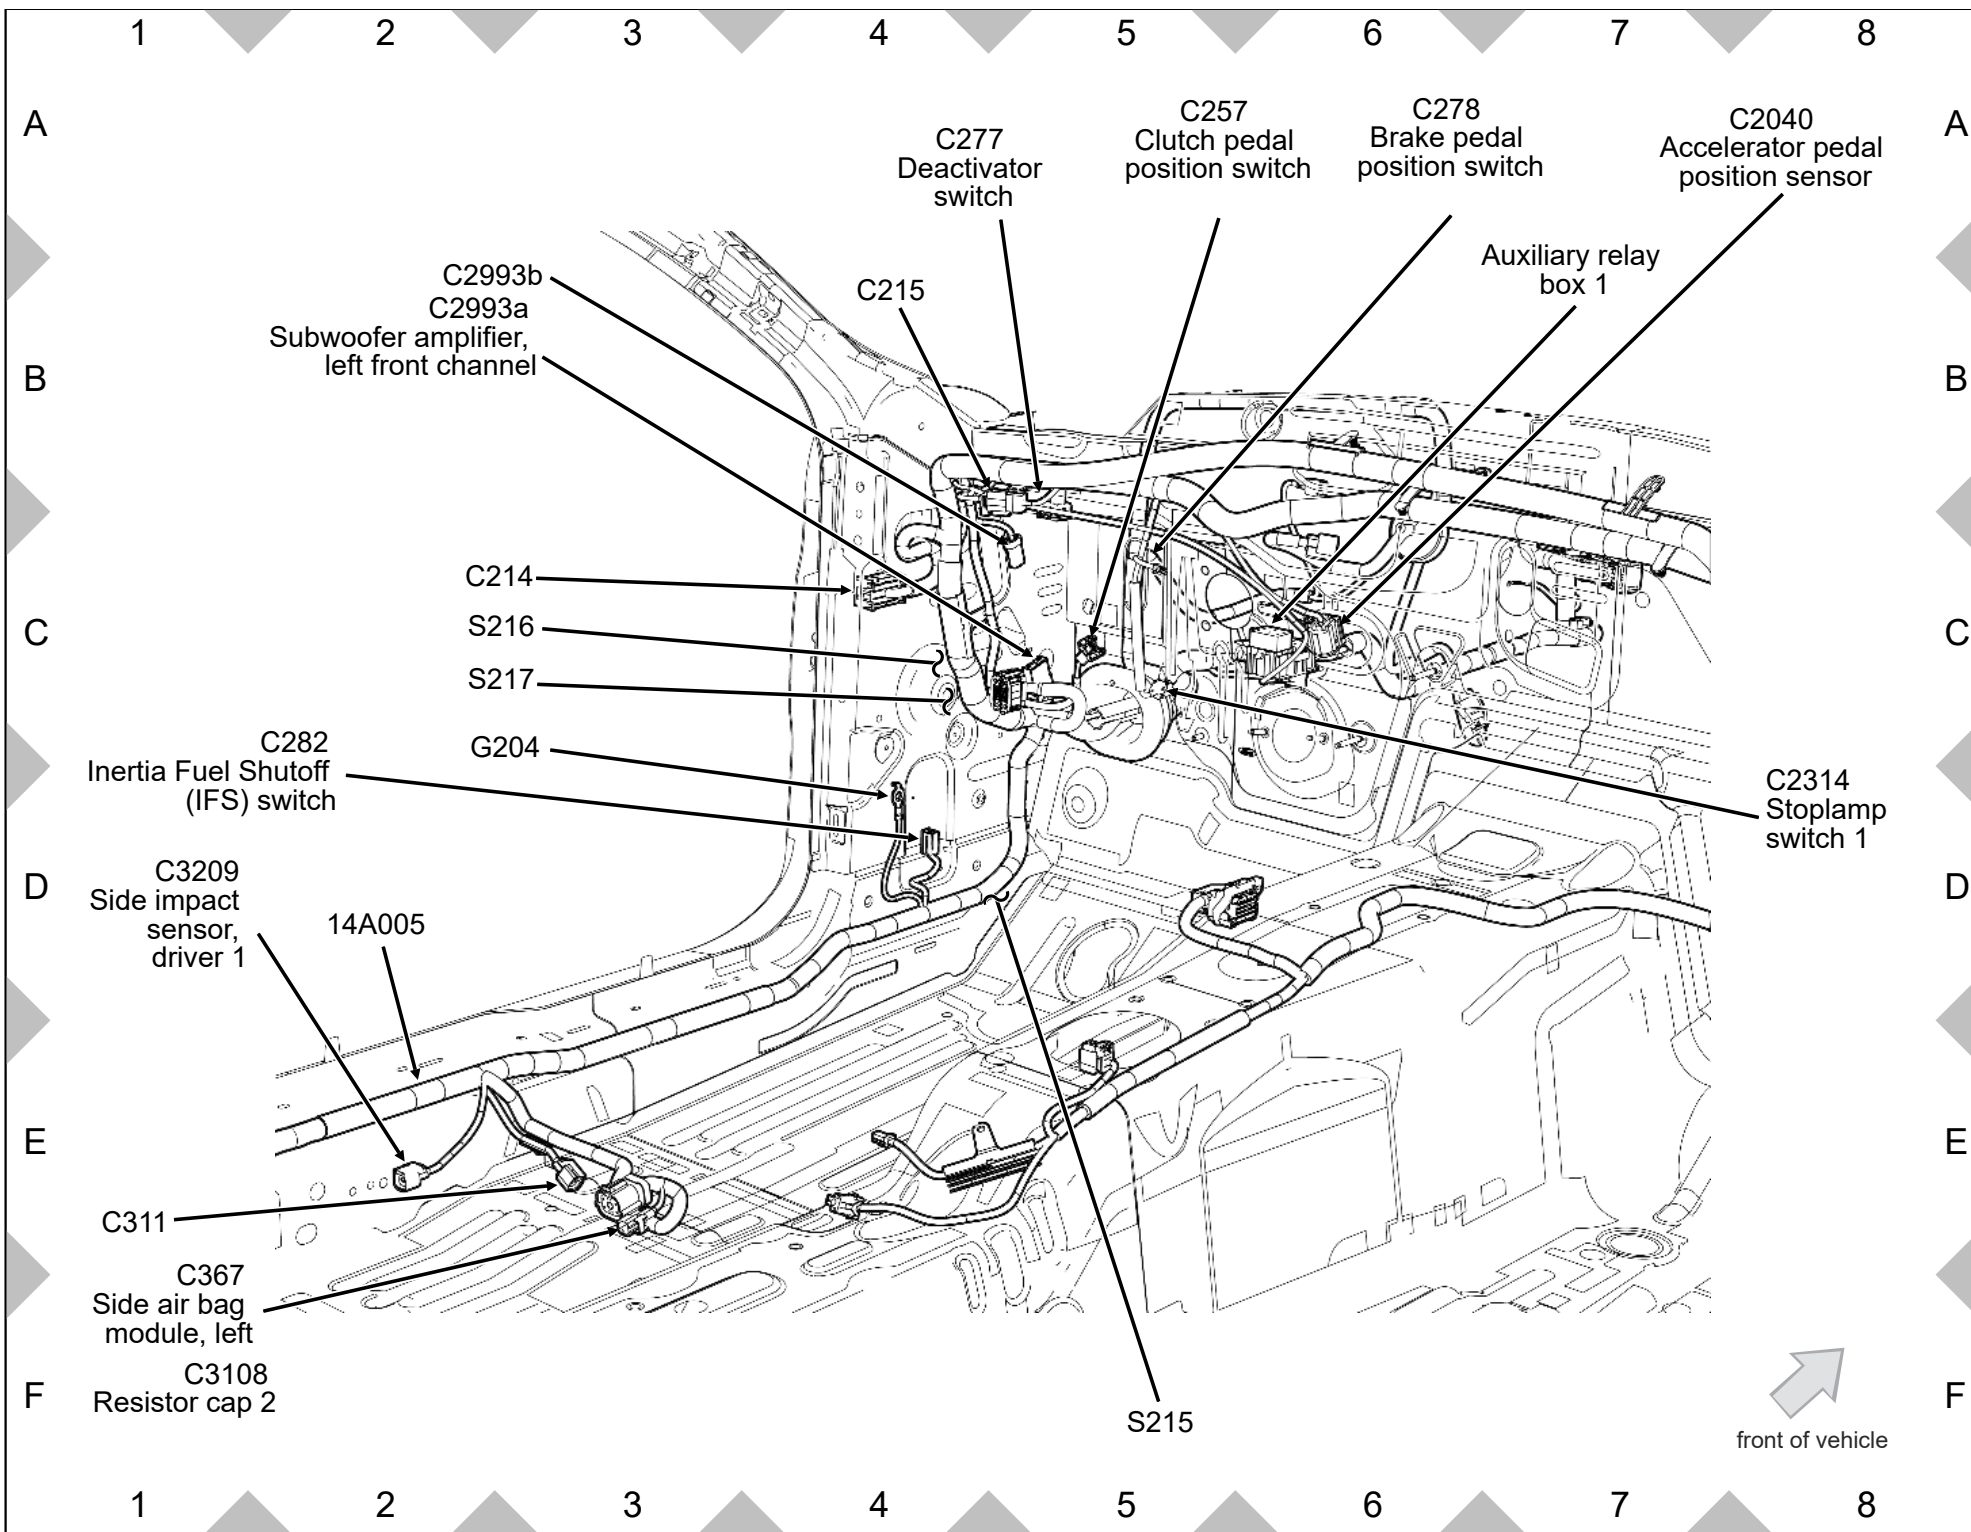 1 2 3 4 5 6 7 8
A A
C257
Clutch pedal
position switch
C278
Brake pedal
position switch
C2040
Accelerator pedal
position sensor
C277
Deactivator
switch
Auxiliary relay
box 1
C2993b
C2993a
Subwoofer amplifier,
left front channel
C215
B B
C214
S216
C C
S217
C282
Inertia Fuel Shutoff
(IFS) switch
G204
C2314
Stoplamp
switch 1
C3209
Side impact
sensor,
driver 1
D D
14A005
E E
C311
C367
Side air bag
module, left
C3108
Resistor cap 2
F F
S215
front of vehicle
1 2 3 4 5 6 7 8